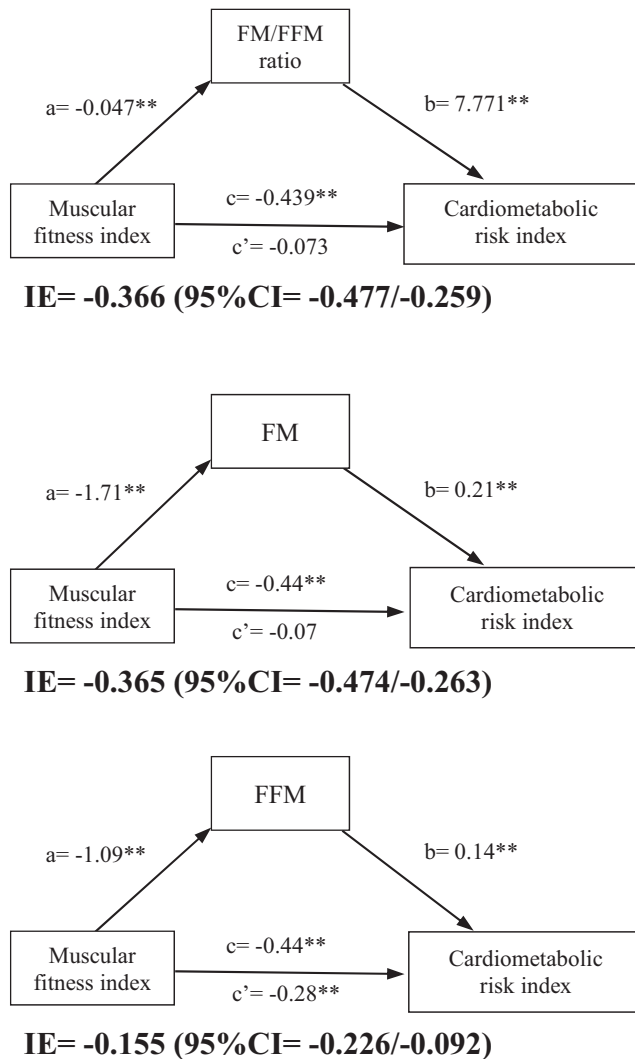 FM/FFM
ratio
a= -0.047**
b= 7.771**
Muscular
fitness index
c= -0.439**
c’= -0.073
Cardiometabolic
risk index
IE= -0.366 (95%CI= -0.477/-0.259)
FM
a= -1.71**
b= 0.21**
Muscular
fitness index
c= -0.44**
c’= -0.07
Cardiometabolic
risk index
IE= -0.365 (95%CI= -0.474/-0.263)
FFM
a= -1.09**
b= 0.14**
Muscular
fitness index
c= -0.44**
c’= -0.28**
Cardiometabolic
risk index
IE= -0.155 (95%CI= -0.226/-0.092)